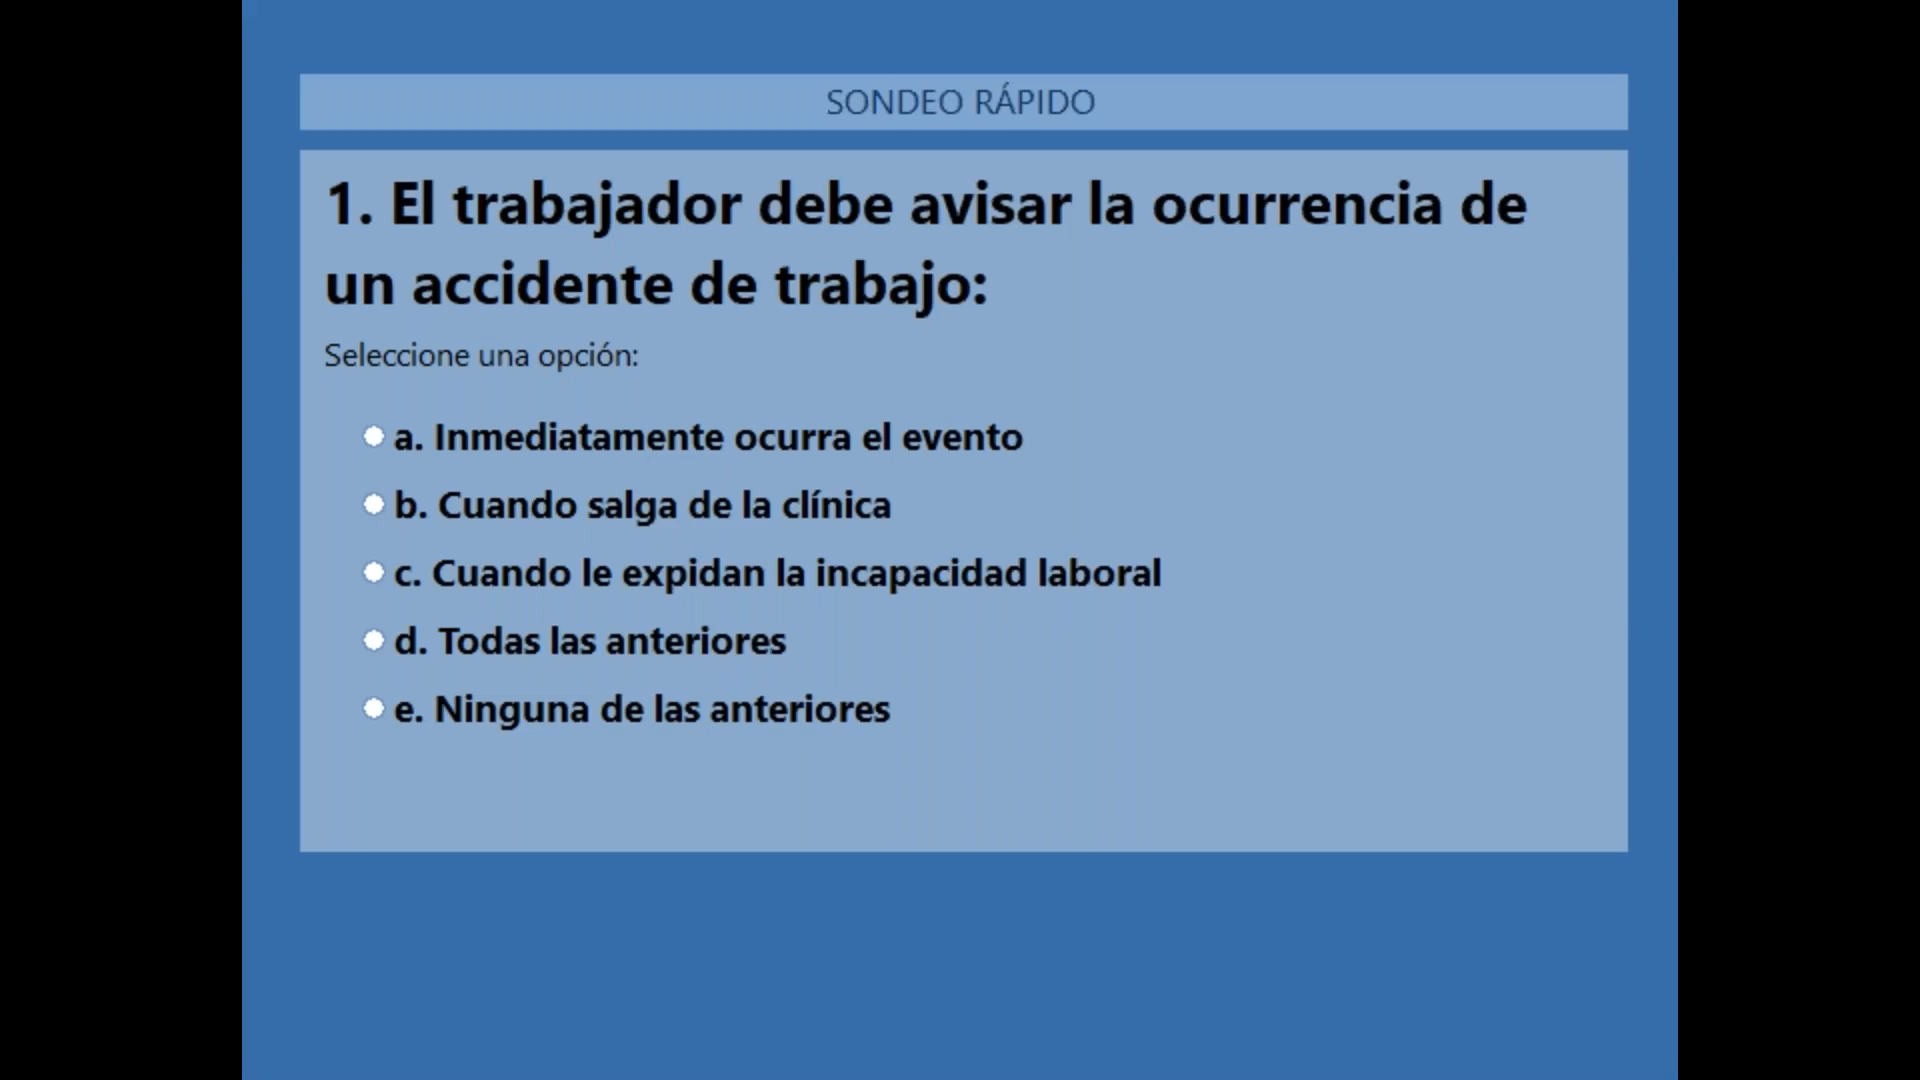 SONDEO RÁPIDO
1. El trabajador debe avisar la ocurrencia de
un accidente de trabajo:
Seleccione una opción:
a. Inmediatamente ocurra el evento
b. Cuando salga de la clínica
c. Cuando le expidan la incapacidad laboral
d. Todas las anteriores
e. Ninguna de las anteriores